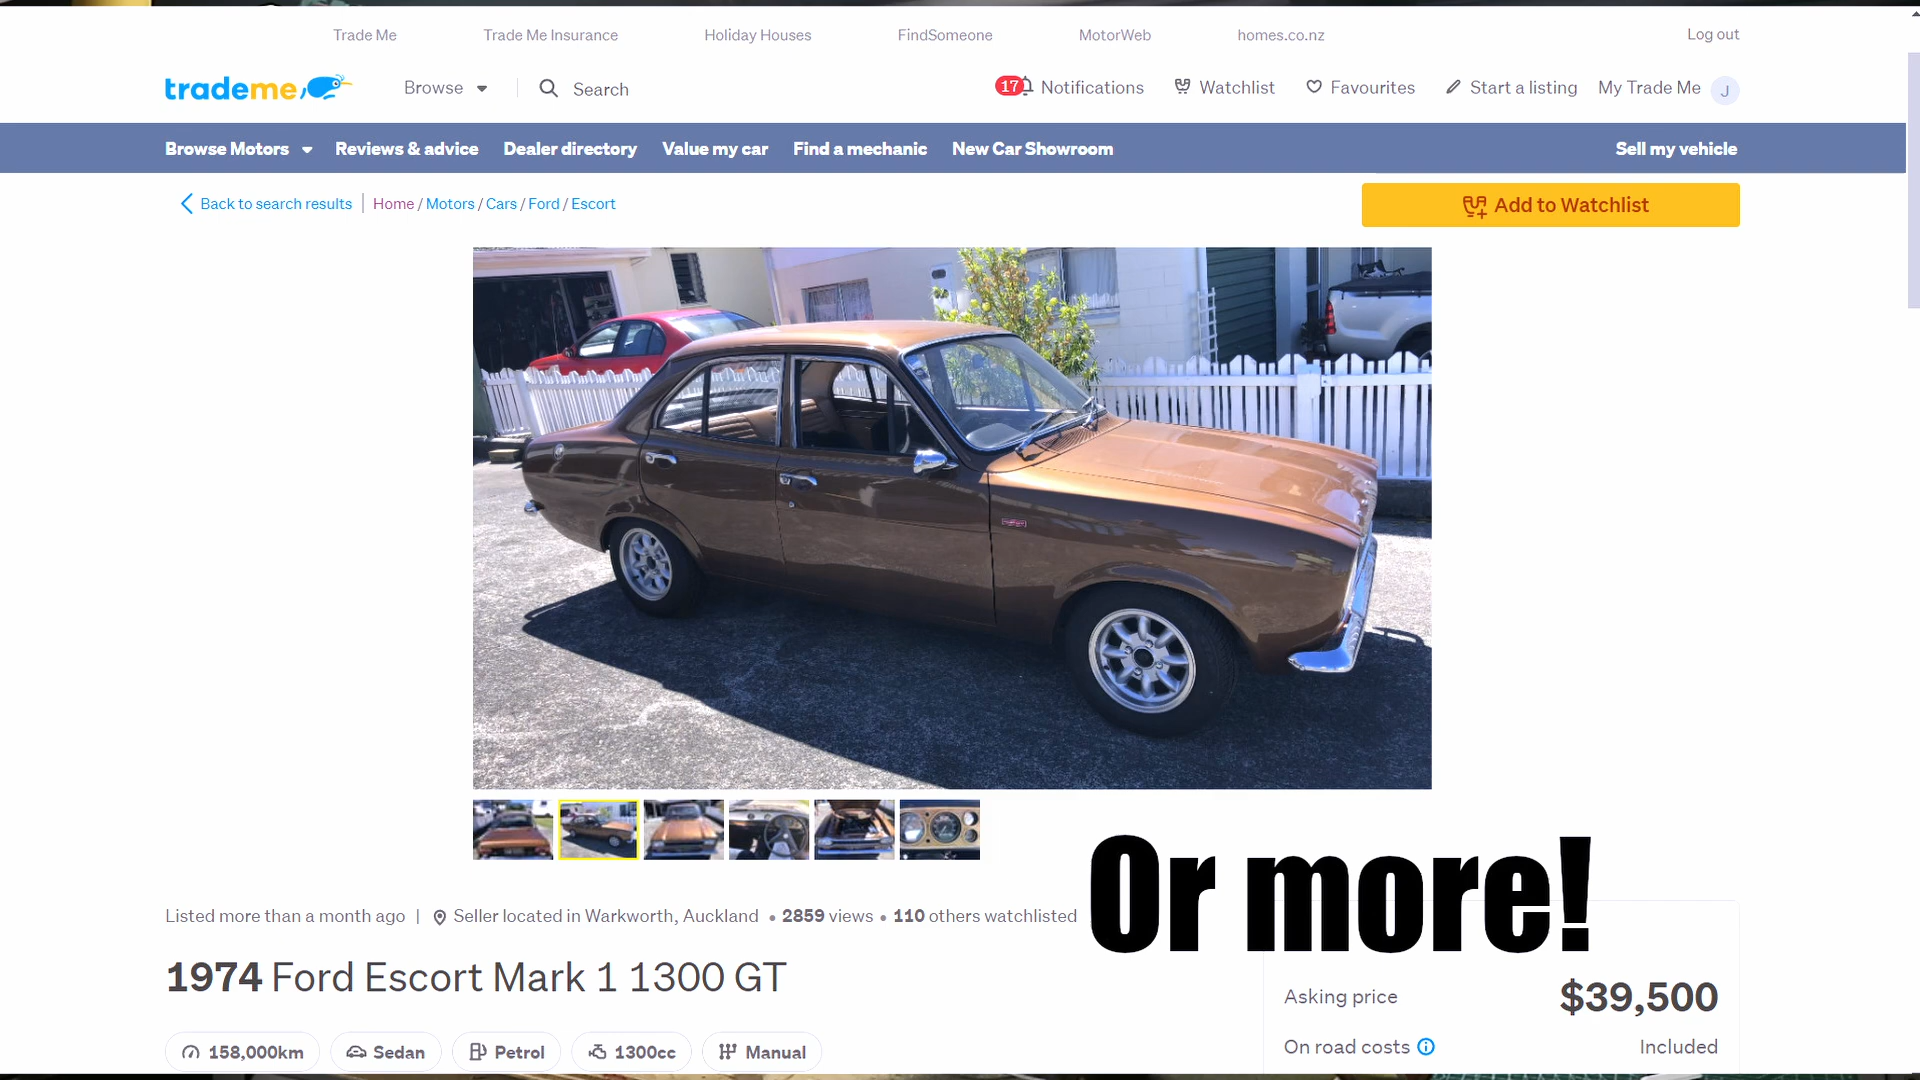 Trade Me Trade Me Insurance Holiday Houses FindSomeone MotorWeb homes.co.nz Log out
trademe Browse Search 17 Notifications Watchlist Favourites Start a listing My Trade Me J
Browse Motors Reviews & advice Dealer directory Value my car Find a mechanic New Car Showroom Sell my vehicle
Back to search results Home / Motors / Cars / Ford / Escort Add to Watchlist
Or more!
Listed more than a month ago | Seller located in Warkworth, Auckland • 2859 views • 110 others watchlisted
1974 Ford Escort Mark 1 1300 GT
Asking price $39,500
158,000km Sedan Petrol 1300cc Manual
On road costs Included